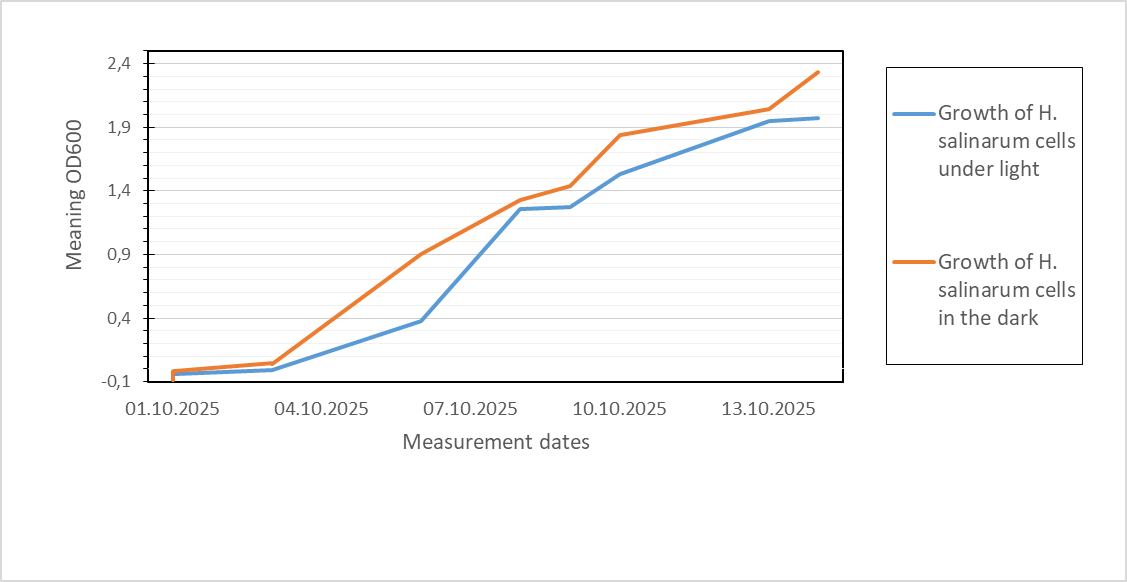 2,4
1,9
1,4
0,9
0,4
-0,1
Meaning OD600
01.10.2025 04.10.2025 07.10.2025 10.10.2025 13.10.2025
Measurement dates
Growth of H.
salinarum cells
under light
Growth of H.
salinarum cells
in the dark